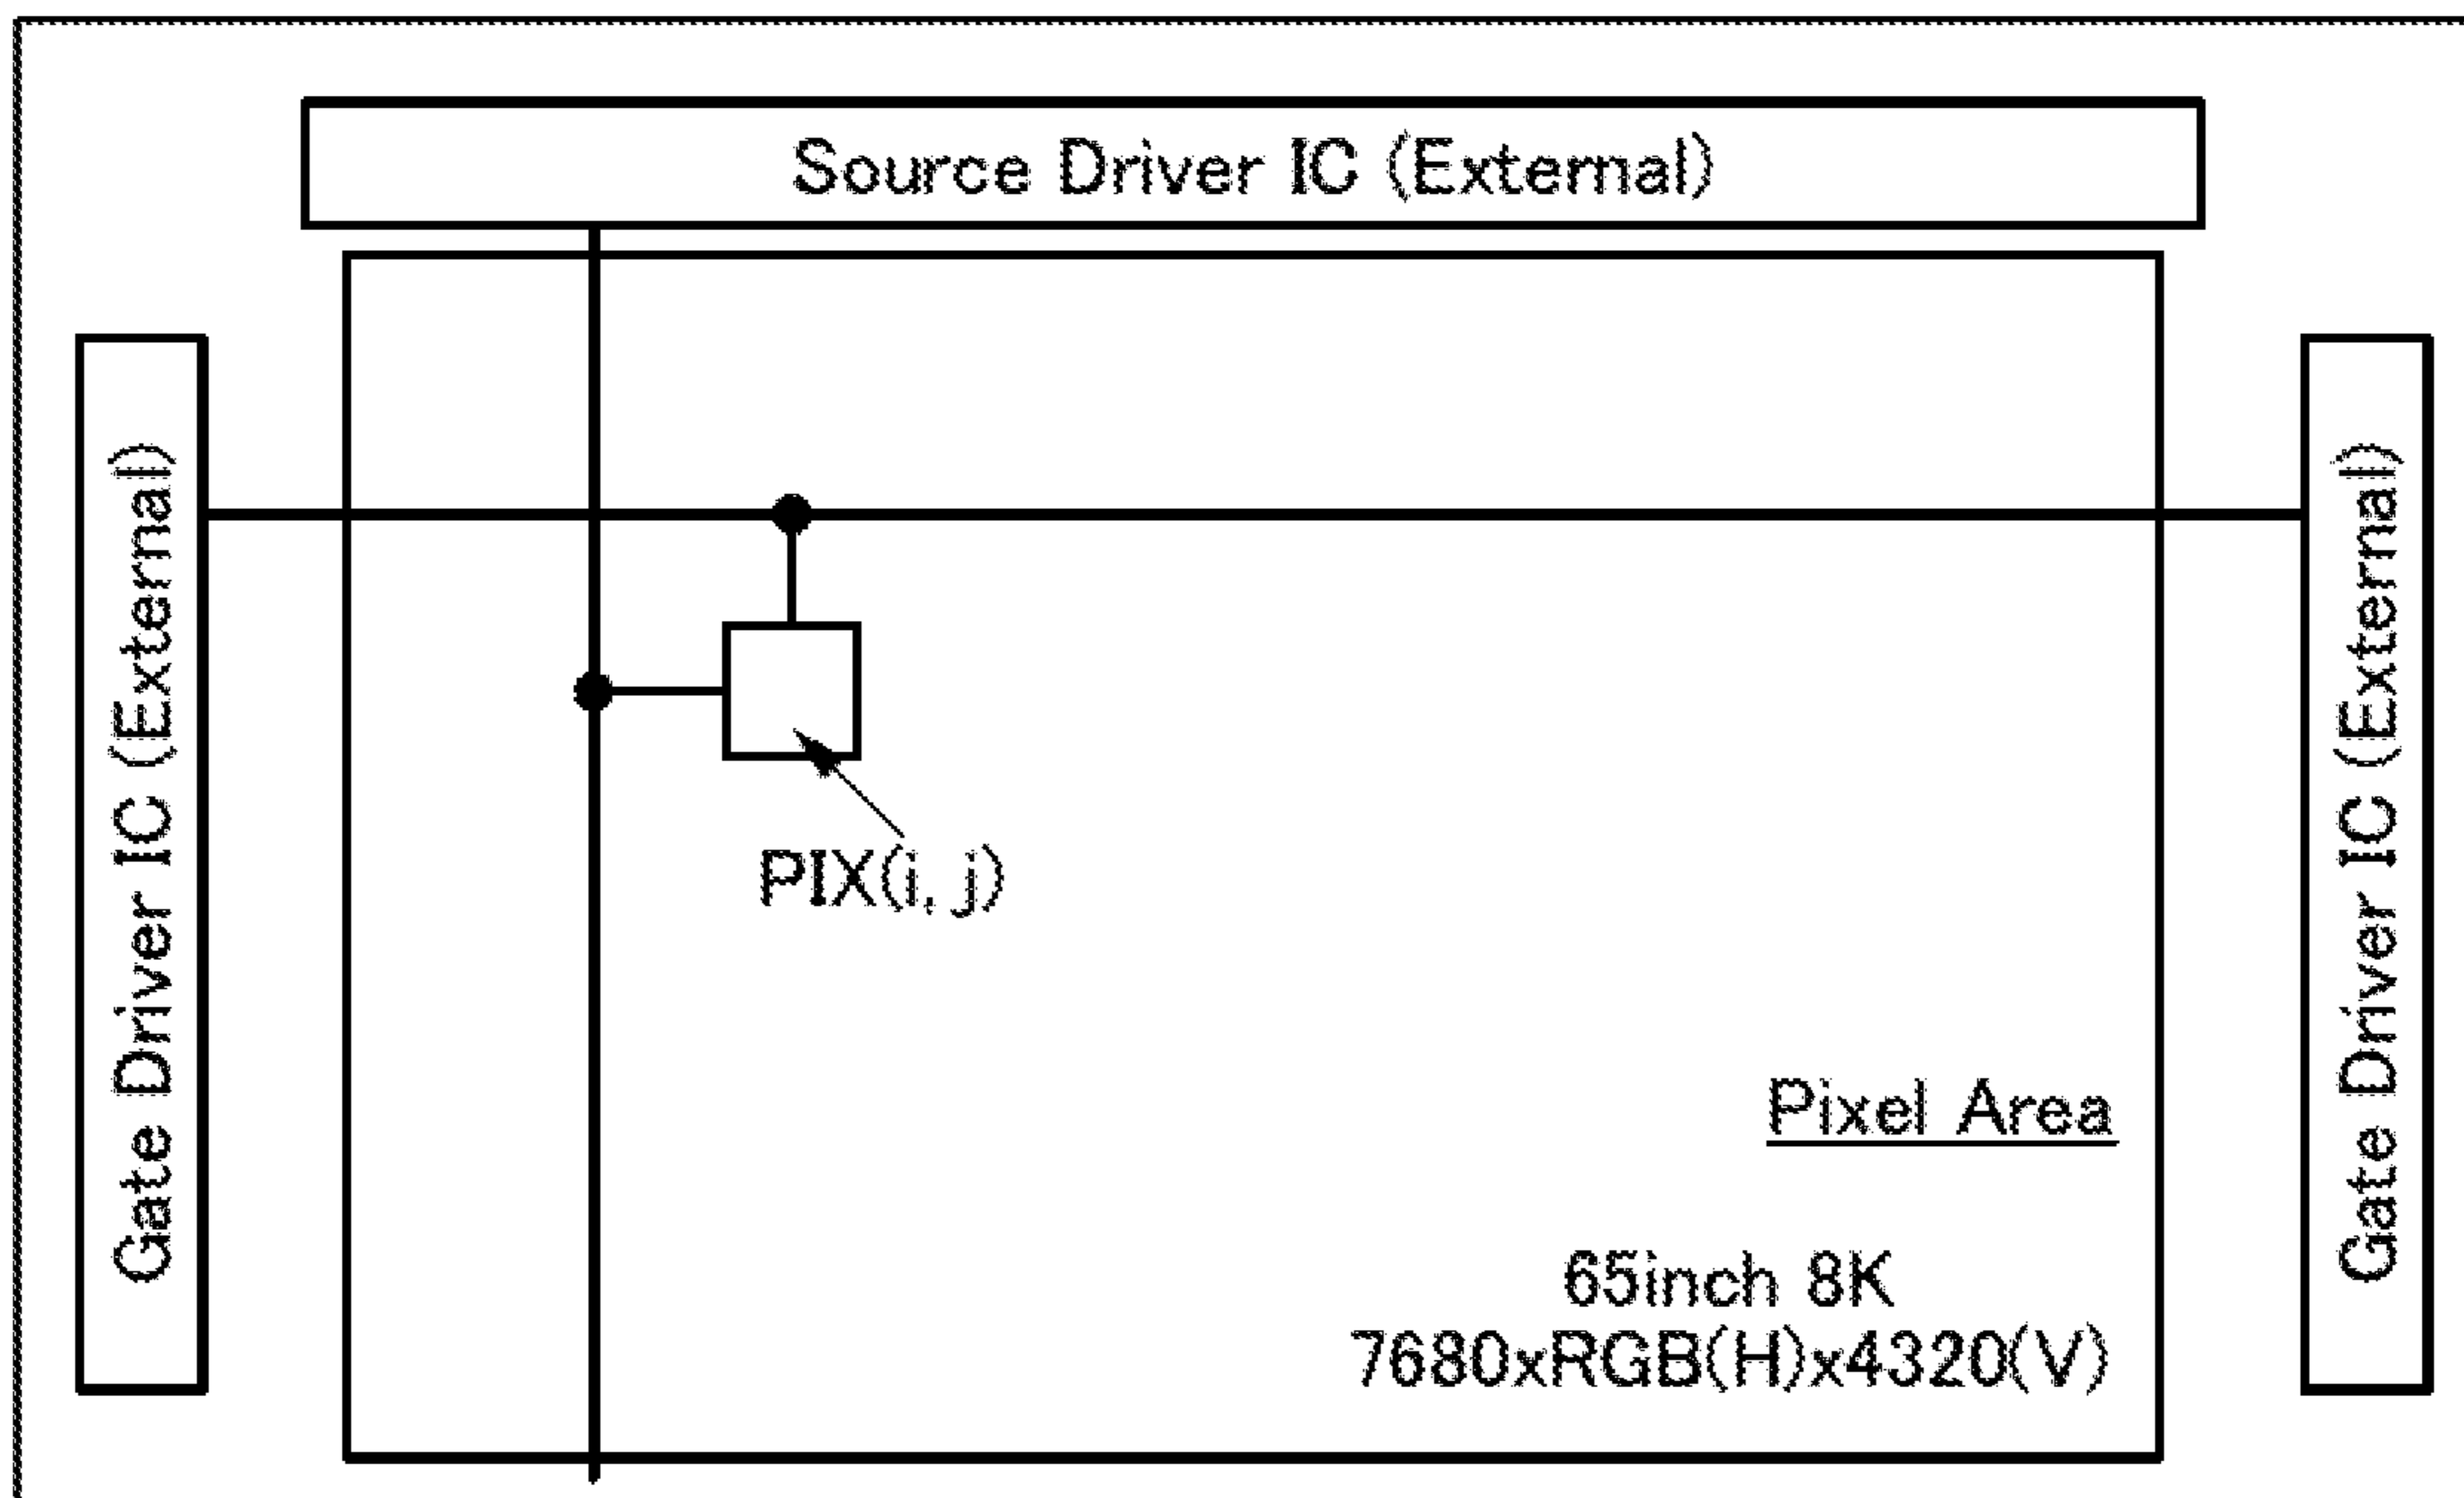 Source Driver IC (External)
Gate Driver IC (External)
Gate Driver IC (External)
PIX(i, j)
Pixel Area
65inch 8K
7680xRGB(H)x4320(V)